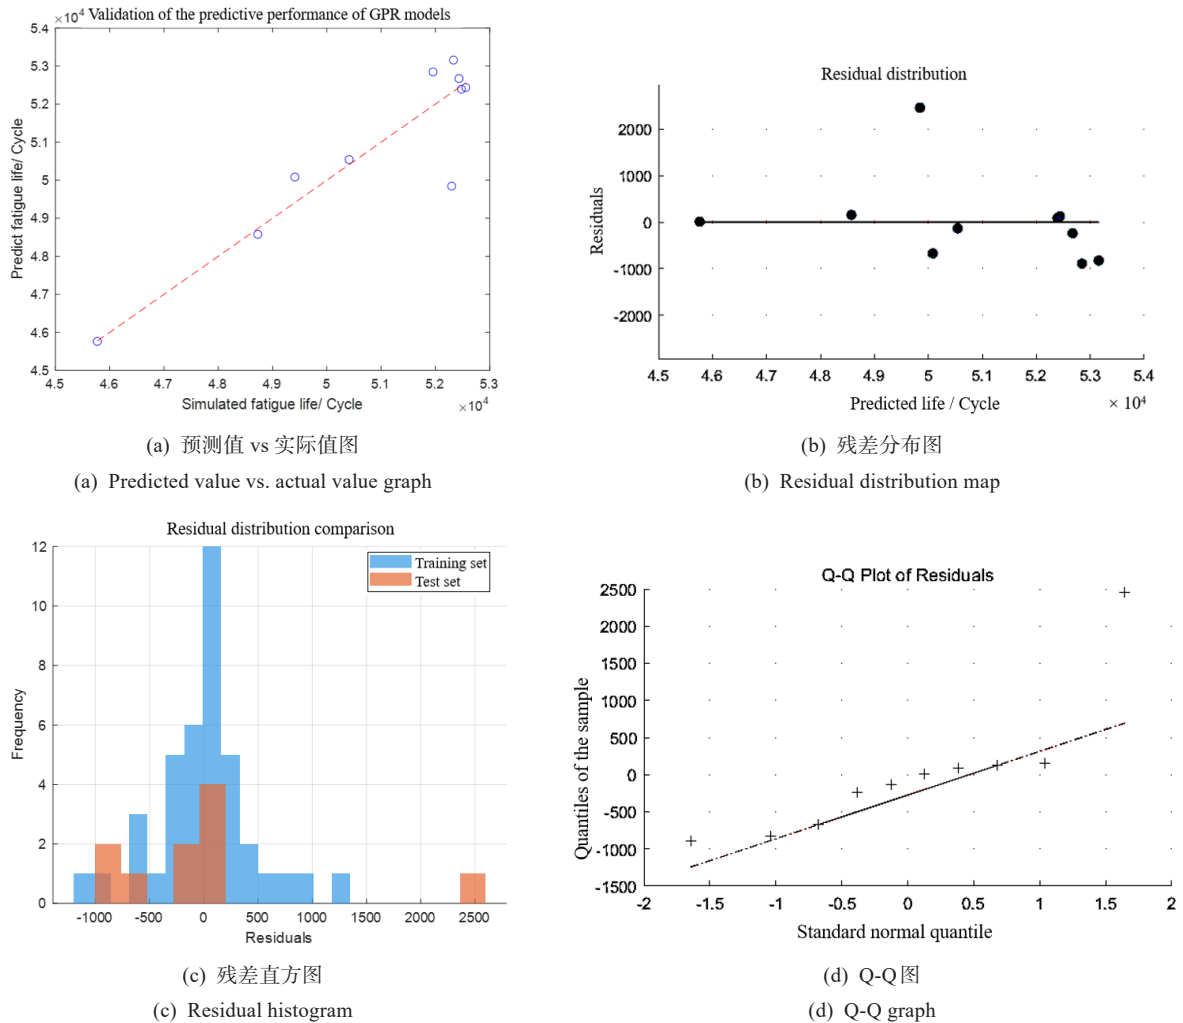 ×10⁴ Validation of the predictive performance of GPR models
5.4
5.3
5.2
5.1
5
4.9
4.8
4.7
4.6
4.5
Predict fatigue life/ Cycle
4.5 4.6 4.7 4.8 4.9 5 5.1 5.2 5.3
Simulated fatigue life/ Cycle
×10⁴
(a) 预测值 vs 实际值图
(a) Predicted value vs. actual value graph
Residual distribution
2000
1000
0
-1000
-2000
Residuals
4.5 4.6 4.7 4.8 4.9 5 5.1 5.2 5.3 5.4
Predicted life / Cycle
× 10⁴
(b) 残差分布图
(b) Residual distribution map
Residual distribution comparison
Training set
Test set
12
10
8
6
4
2
0
Frequency
-1000 -500 0 500 1000 1500 2000 2500
Residuals
(c) 残差直方图
(c) Residual histogram
Q-Q Plot of Residuals
2500
2000
1500
1000
500
0
-500
-1000
-1500
Quantiles of the sample
-2 -1.5 -1 -0.5 0 0.5 1 1.5 2
Standard normal quantile
(d) Q-Q图
(d) Q-Q graph